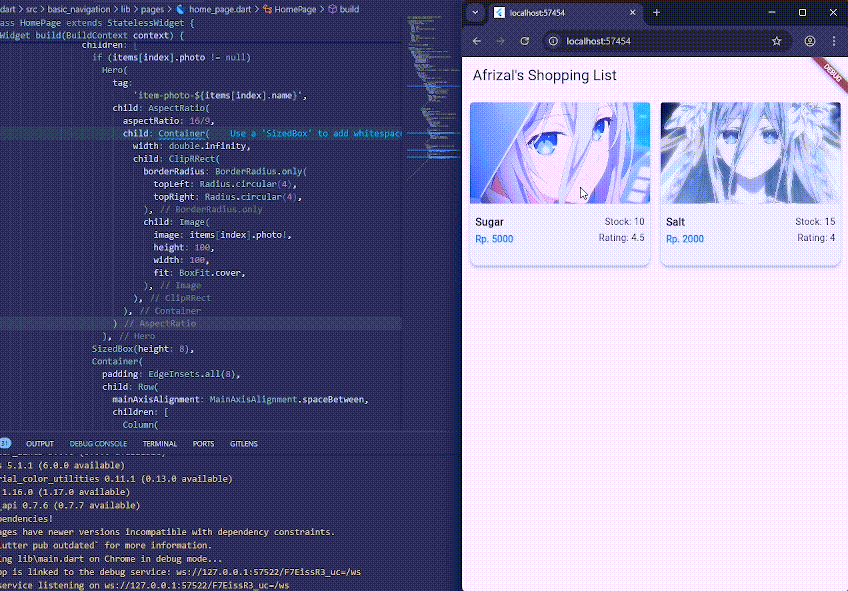 dart > src > basic_navigation > lib > pages > home_page.dart > HomePage > build
ass HomePage extends StatelessWidget {
Widget build(BuildContext context) {
children: [
if (items[index].photo != null)
Hero(
tag:
'item-photo-${items[index].name}',
child: AspectRatio(
aspectRatio: 16/9,
child: Container( Use a 'SizedBox' to add whitespace
width: double.infinity,
child: ClipRRect(
borderRadius: BorderRadius.only(
topLeft: Radius.circular(4),
topRight: Radius.circular(4),
), // BorderRadius.only
child: Image(
image: items[index].photo!,
height: 100,
width: 100,
fit: BoxFit.cover,
), // Image
), // ClipRRect
), // Container
) // AspectRatio
), // Hero
SizedBox(height: 8),
Container(
padding: EdgeInsets.all(8),
child: Row(
mainAxisAlignment: MainAxisAlignment.spaceBetween,
children: [
Column(
31 OUTPUT DEBUG CONSOLE TERMINAL PORTS GITLENS
s 5.1.1 (6.0.0 available)
rial_color_utilities 0.11.1 (0.13.0 available)
1.16.0 (1.17.0 available)
_api 0.7.6 (0.7.7 available)
pendencies!
ages have newer versions incompatible with dependency constraints.
lutter pub outdated` for more information.
ing lib\main.dart on Chrome in debug mode...
pp is linked to the debug service: ws://127.0.0.1:57522/F7EissR3_uc=/ws
service listening on ws://127.0.0.1:57522/F7EissR3_uc=/ws
localhost:57454
localhost:57454
DEBUG
Afrizal's Shopping List
Sugar Stock: 10
Rp. 5000 Rating: 4.5
Salt Stock: 15
Rp. 2000 Rating: 4